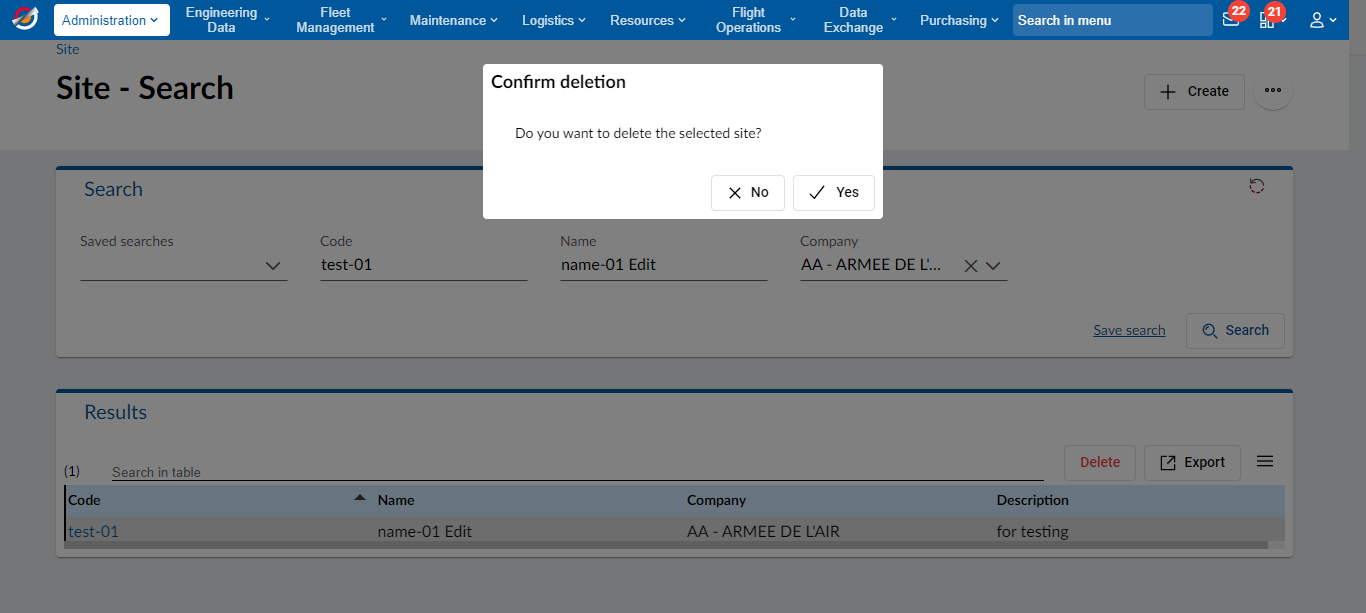 Administration
Engineering
Data
Fleet
Management
Maintenance
Logistics
Resources
Flight
Operations
Data
Exchange
Purchasing
Search in menu
22
21
Site
Site - Search
Create
Confirm deletion
Do you want to delete the selected site?
No
Yes
Search
Saved searches
Code
test-01
Name
name-01 Edit
Company
AA - ARMEE DE L'...
Save search
Search
Results
(1)
Search in table
Delete
Export
Code Name Company Description
test-01 name-01 Edit AA - ARMEE DE L'AIR for testing